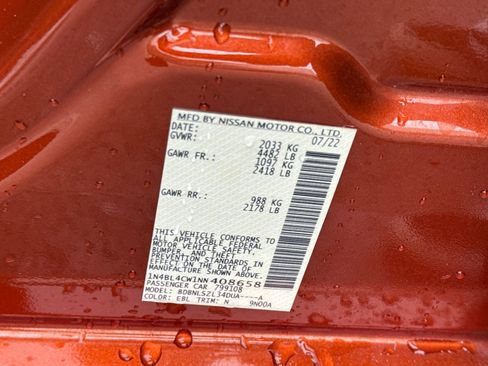 MFD BY NISSAN MOTOR CO., LTD.
DATE: 07/22
GVWR: 2033 KG
4482 LB
GAWR FR: 1097 KG
2418 LB
GAWR RR: 988 KG
2178 LB
THIS VEHICLE CONFORMS TO
ALL APPLICABLE FEDERAL
MOTOR VEHICLE SAFETY,
BUMPER, AND THEFT
PREVENTION STANDARDS IN
EFFECT ON THE DATE OF
MANUFACTURE SHOWN ABOVE.
1N4BL4CW1NN408658
PASSENGER CAR 799108
MODEL: BDBNLSZL34DUA----A
COLOR: EBL TRIM: N 9N00A